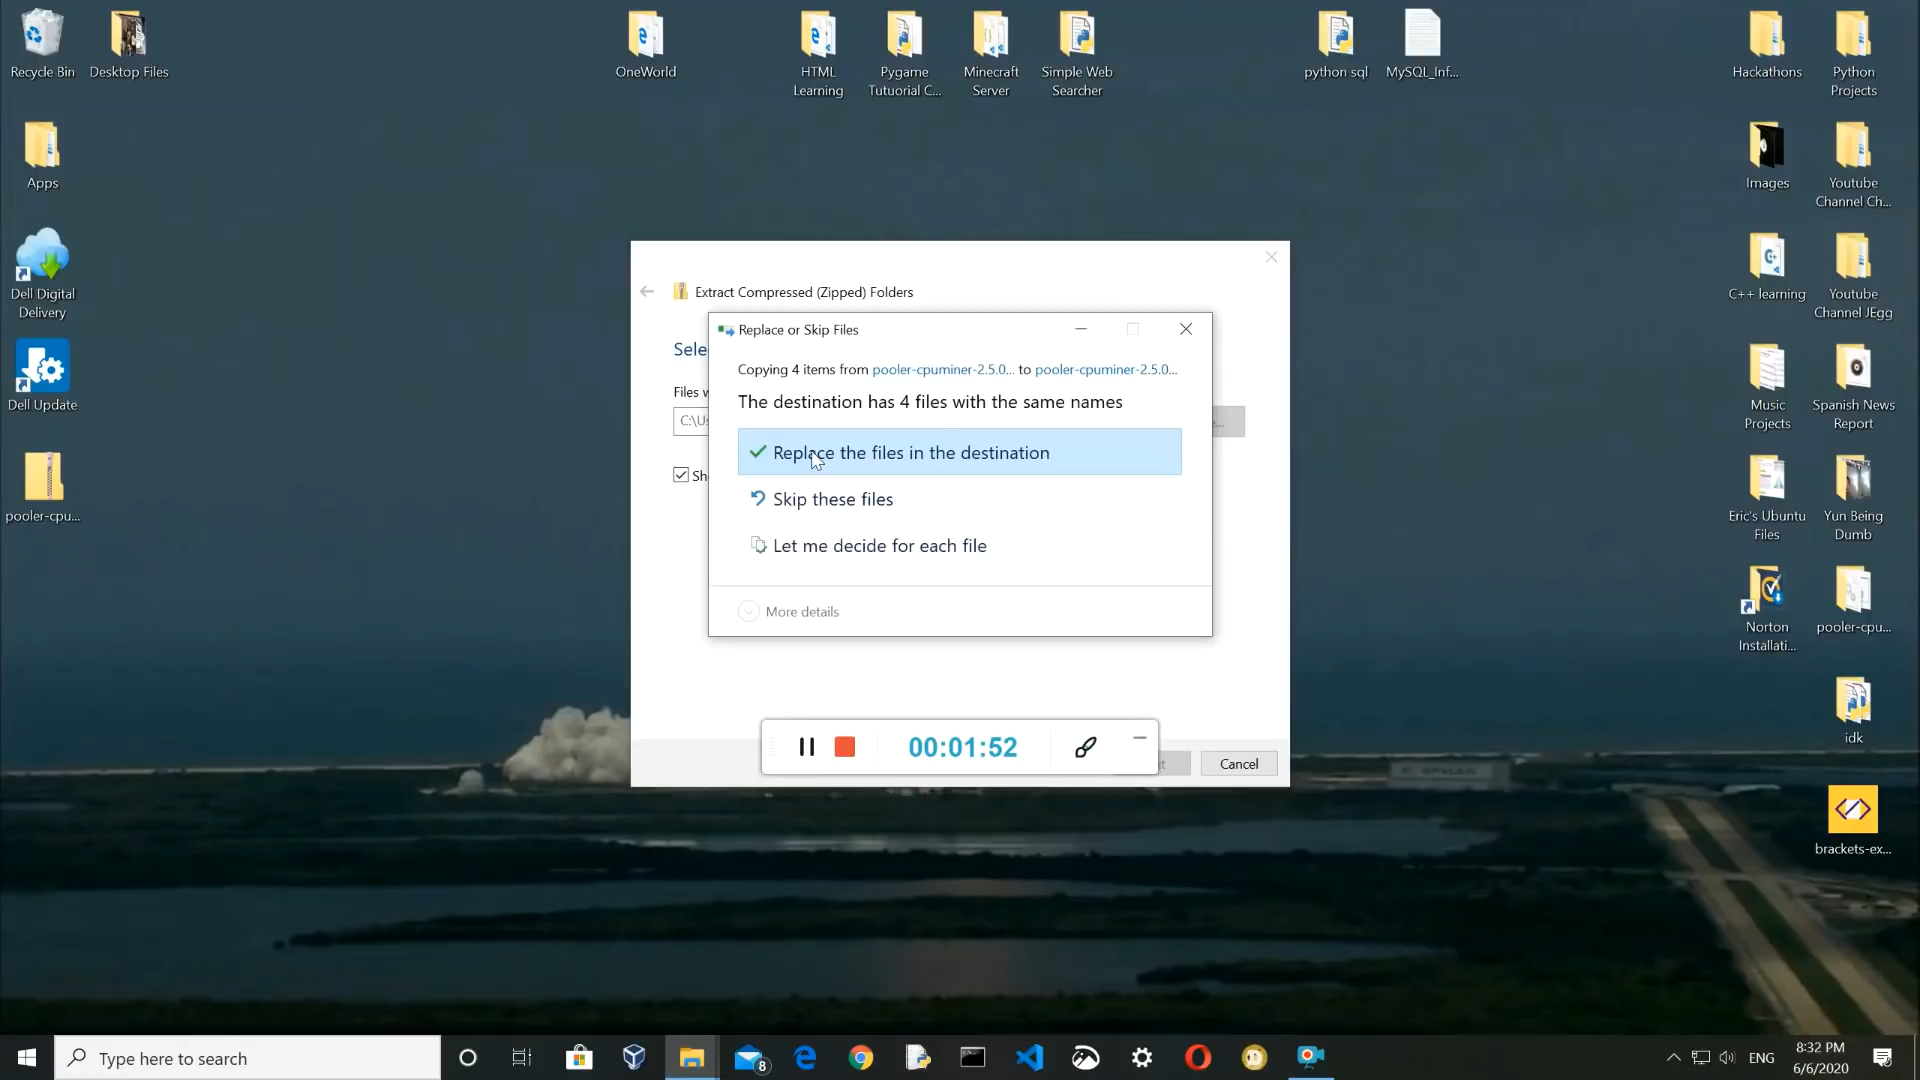 Recycle Bin
Desktop Files
OneWorld
HTML
Learning
Pygame
Tutuorial C...
Minecraft
Server
Simple Web
Searcher
python sql
MySQL_Inf...
Hackathons
Python
Projects
Apps
Images
Youtube
Channel Ch...
Dell Digital
Delivery
C++ learning
Youtube
Channel JEgg
Dell Update
Music
Projects
Spanish News
Report
pooler-cpu...
Eric's Ubuntu
Files
Yun Being
Dumb
Norton
Installati...
pooler-cpu...
idk
brackets-ex...
Extract Compressed (Zipped) Folders
Sele
Files w
C:\Us
e...
Sh
Replace or Skip Files
Copying 4 items from pooler-cpuminer-2.5.0... to pooler-cpuminer-2.5.0...
The destination has 4 files with the same names
Replace the files in the destination
Skip these files
Let me decide for each file
More details
00:01:52
Cancel
Type here to search
8
ENG
8:32 PM
6/6/2020